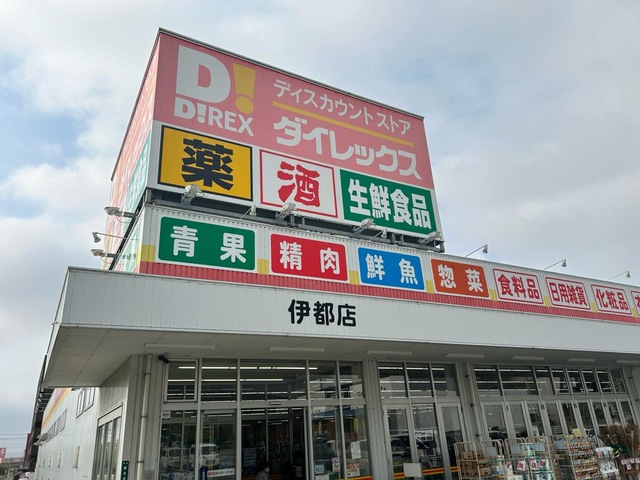 D!
D!REX
ディスカウント ストア
ダイレックス
薬
酒
生鮮食品
青果
精肉
鮮魚
惣菜
食料品
日用雑貨
化粧品
伊都店